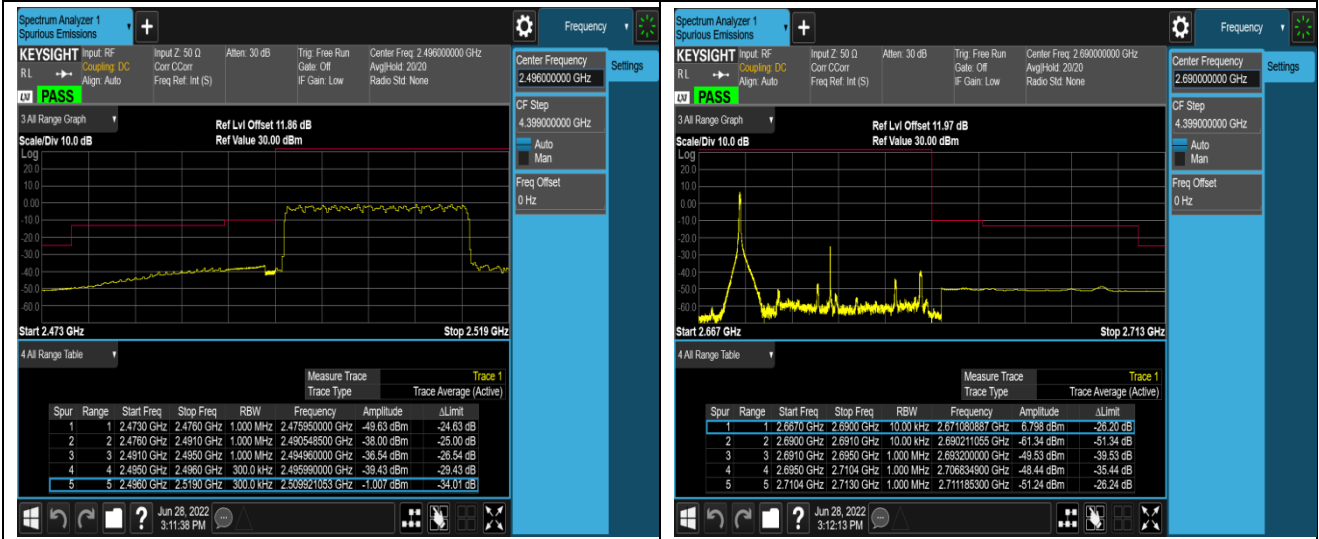 Spectrum Analyzer 1
Spurious Emissions
+
Frequency
KEYSIGHT
RL
Input: RF
Coupling: DC
Align: Auto
Input Z: 50 Ω
Corr CCorr
Freq Ref: Int (S)
Atten: 30 dB
Trig: Free Run
Gate: Off
IF Gain: Low
Center Freq: 2.496000000 GHz
Avg|Hold: 20/20
Radio Std: None
LXI PASS
Center Frequency
2.496000000 GHz
Settings
CF Step
4.399000000 GHz
Auto
Man
Freq Offset
0 Hz
3 All Range Graph
Scale/Div 10.0 dB
Ref Lvl Offset 11.86 dB
Ref Value 30.00 dBm
Log
20.0
10.0
0.00
-10.0
-20.0
-30.0
-40.0
-50.0
-60.0
Start 2.473 GHz
Stop 2.519 GHz
4 All Range Table
Measure Trace Trace 1
Trace Type Trace Average (Active)
Spur Range Start Freq Stop Freq RBW Frequency Amplitude ΔLimit
1 1 2.4730 GHz 2.4760 GHz 1.000 MHz 2.475950000 GHz -49.63 dBm -24.63 dB
2 2 2.4760 GHz 2.4910 GHz 1.000 MHz 2.490548500 GHz -38.00 dBm -25.00 dB
3 3 2.4910 GHz 2.4950 GHz 1.000 MHz 2.494960000 GHz -36.54 dBm -26.54 dB
4 4 2.4950 GHz 2.4960 GHz 300.0 kHz 2.495990000 GHz -39.43 dBm -29.43 dB
5 5 2.4960 GHz 2.5190 GHz 300.0 kHz 2.509921053 GHz -1.007 dBm -34.01 dB
?
Jun 28, 2022
3:11:38 PM
Spectrum Analyzer 1
Spurious Emissions
+
Frequency
KEYSIGHT
RL
Input: RF
Coupling: DC
Align: Auto
Input Z: 50 Ω
Corr CCorr
Freq Ref: Int (S)
Atten: 30 dB
Trig: Free Run
Gate: Off
IF Gain: Low
Center Freq: 2.690000000 GHz
Avg|Hold: 20/20
Radio Std: None
LXI PASS
Center Frequency
2.690000000 GHz
Settings
CF Step
4.399000000 GHz
Auto
Man
Freq Offset
0 Hz
3 All Range Graph
Scale/Div 10.0 dB
Ref Lvl Offset 11.97 dB
Ref Value 30.00 dBm
Log
20.0
10.0
0.00
-10.0
-20.0
-30.0
-40.0
-50.0
-60.0
Start 2.667 GHz
Stop 2.713 GHz
4 All Range Table
Measure Trace Trace 1
Trace Type Trace Average (Active)
Spur Range Start Freq Stop Freq RBW Frequency Amplitude ΔLimit
1 1 2.6670 GHz 2.6900 GHz 10.00 kHz 2.671080887 GHz 6.798 dBm -26.20 dB
2 2 2.6900 GHz 2.6910 GHz 10.00 kHz 2.690211055 GHz -61.34 dBm -51.34 dB
3 3 2.6910 GHz 2.6950 GHz 1.000 MHz 2.693200000 GHz -49.53 dBm -39.53 dB
4 4 2.6950 GHz 2.7104 GHz 1.000 MHz 2.706834900 GHz -48.44 dBm -35.44 dB
5 5 2.7104 GHz 2.7130 GHz 1.000 MHz 2.711185300 GHz -51.24 dBm -26.24 dB
?
Jun 28, 2022
3:12:13 PM